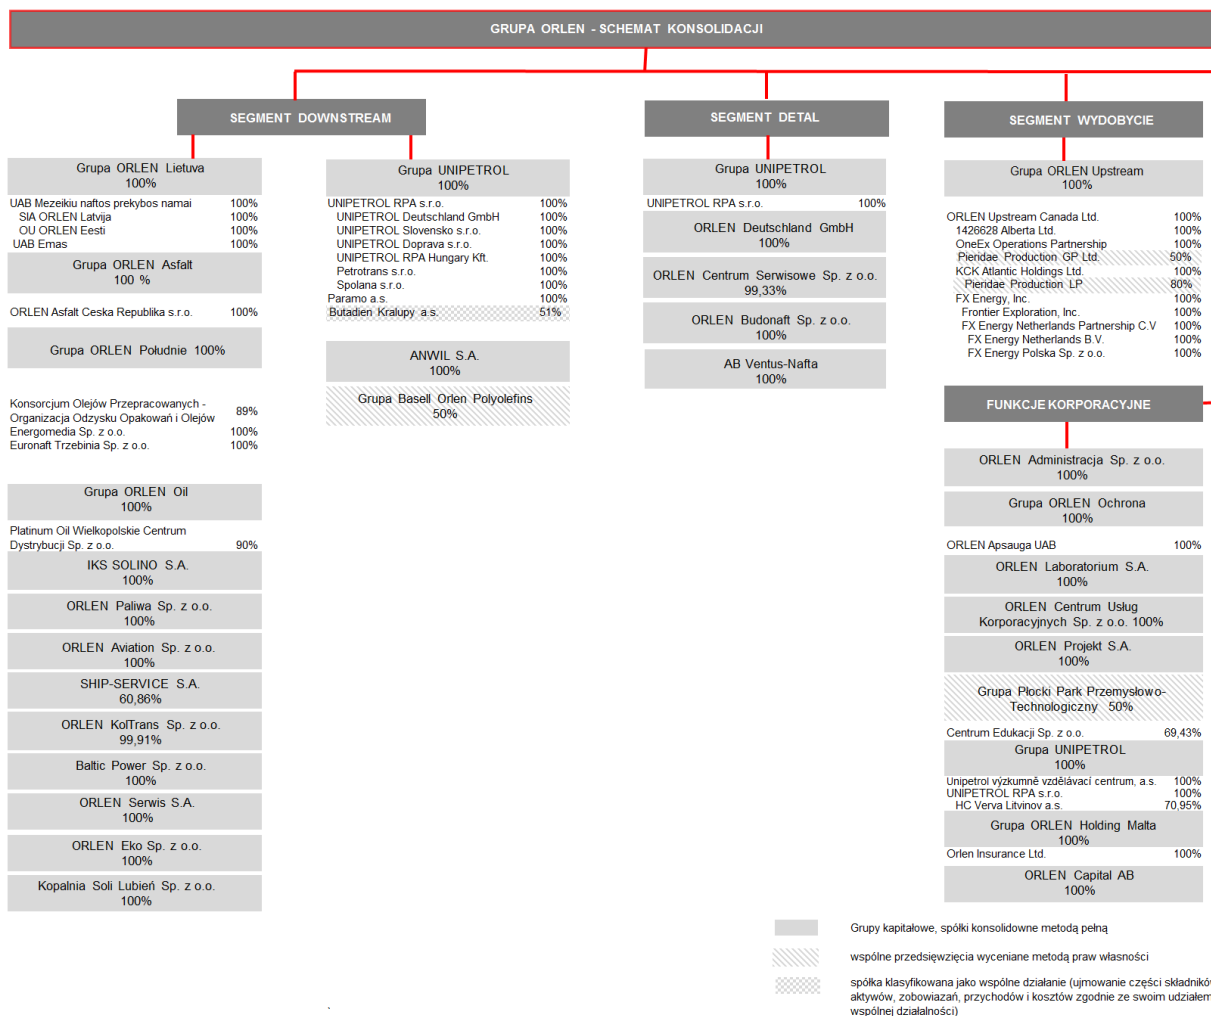 GRUPA ORLEN - SCHEMAT KONSOLIDACJI
SEGMENT DOWNSTREAM
Grupa ORLEN Lietuva
100%
UAB Mezeikiu naftos prekybos namai 100%
SIA ORLEN Latvija 100%
OU ORLEN Eesti 100%
UAB Emas 100%
Grupa ORLEN Asfalt
100 %
ORLEN Asfalt Ceska Republika s.r.o. 100%
Grupa ORLEN Południe 100%
Konsorcjum Olejów Przepracowanych -
Organizacja Odzysku Opakowań i Olejów 89%
Energomedia Sp. z o.o. 100%
Euronaft Trzebinia Sp. z o.o. 100%
Grupa ORLEN Oil
100%
Platinum Oil Wielkopolskie Centrum
Dystrybucji Sp. z o.o. 90%
IKS SOLINO S.A.
100%
ORLEN Paliwa Sp. z o.o.
100%
ORLEN Aviation Sp. z o.o.
100%
SHIP-SERVICE S.A.
60,86%
ORLEN KolTrans Sp. z o.o.
99,91%
Baltic Power Sp. z o.o.
100%
ORLEN Serwis S.A.
100%
ORLEN Eko Sp. z o.o.
100%
Kopalnia Soli Lubień Sp. z o.o.
100%
Grupa UNIPETROL
100%
UNIPETROL RPA s.r.o. 100%
UNIPETROL Deutschland GmbH 100%
UNIPETROL Slovensko s.r.o. 100%
UNIPETROL Doprava s.r.o. 100%
UNIPETROL RPA Hungary Kft. 100%
Petrotrans s.r.o. 100%
Spolana s.r.o. 100%
Paramo a.s. 100%
Butadien Kralupy a.s. 51%
ANWIL S.A.
100%
Grupa Basell Orlen Polyolefins
50%
SEGMENT DETAL
Grupa UNIPETROL
100%
UNIPETROL RPA s.r.o. 100%
ORLEN Deutschland GmbH
100%
ORLEN Centrum Serwisowe Sp. z o.o.
99,33%
ORLEN Budonaft Sp. z o.o.
100%
AB Ventus-Nafta
100%
SEGMENT WYDOBYCIE
Grupa ORLEN Upstream
100%
ORLEN Upstream Canada Ltd. 100%
1426628 Alberta Ltd. 100%
OneEx Operations Partnership 100%
Pieridae Production GP Ltd. 50%
KCK Atlantic Holdings Ltd. 100%
Pieridae Production LP 80%
FX Energy, Inc. 100%
Frontier Exploration, Inc. 100%
FX Energy Netherlands Partnership C.V 100%
FX Energy Netherlands B.V. 100%
FX Energy Polska Sp. z o.o. 100%
FUNKCJE KORPORACYJNE
ORLEN Administracja Sp. z o.o.
100%
Grupa ORLEN Ochrona
100%
ORLEN Apsauga UAB 100%
ORLEN Laboratorium S.A.
100%
ORLEN Centrum Usług
Korporacyjnych Sp. z o.o. 100%
ORLEN Projekt S.A.
100%
Grupa Płocki Park Przemysłowo-
Technologiczny 50%
Centrum Edukacji Sp. z o.o. 69,43%
Grupa UNIPETROL
100%
Unipetrol výzkumně vzdělávací centrum, a.s. 100%
UNIPETROL RPA s.r.o. 100%
HC Verva Litvinov a.s. 70,95%
Grupa ORLEN Holding Malta
100%
Orlen Insurance Ltd. 100%
ORLEN Capital AB
100%
Grupy kapitałowe, spółki konsolidowne metodą pełną
wspólne przedsięwzięcia wyceniane metodą praw własności
spółka klasyfikowana jako wspólne działanie (ujmowanie części składników
aktywów, zobowiazań, przychodów i kosztów zgodnie ze swoim udziałem
wspólnej działalności)